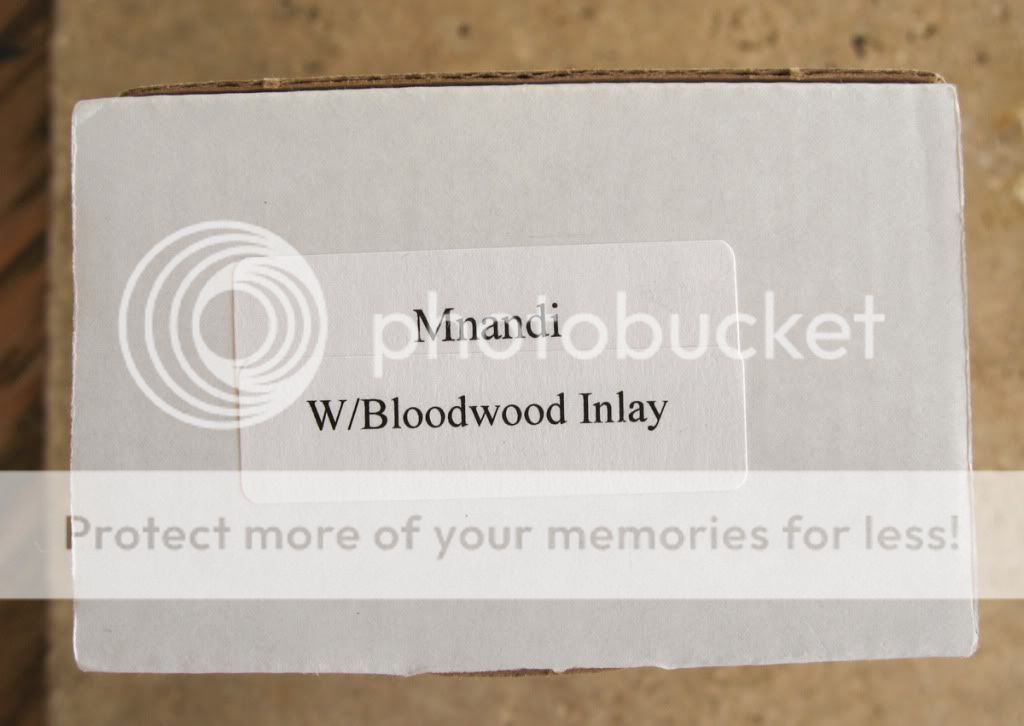 Mnandi
photobucket
W/Bloodwood Inlay
Protect more of your memories for less!